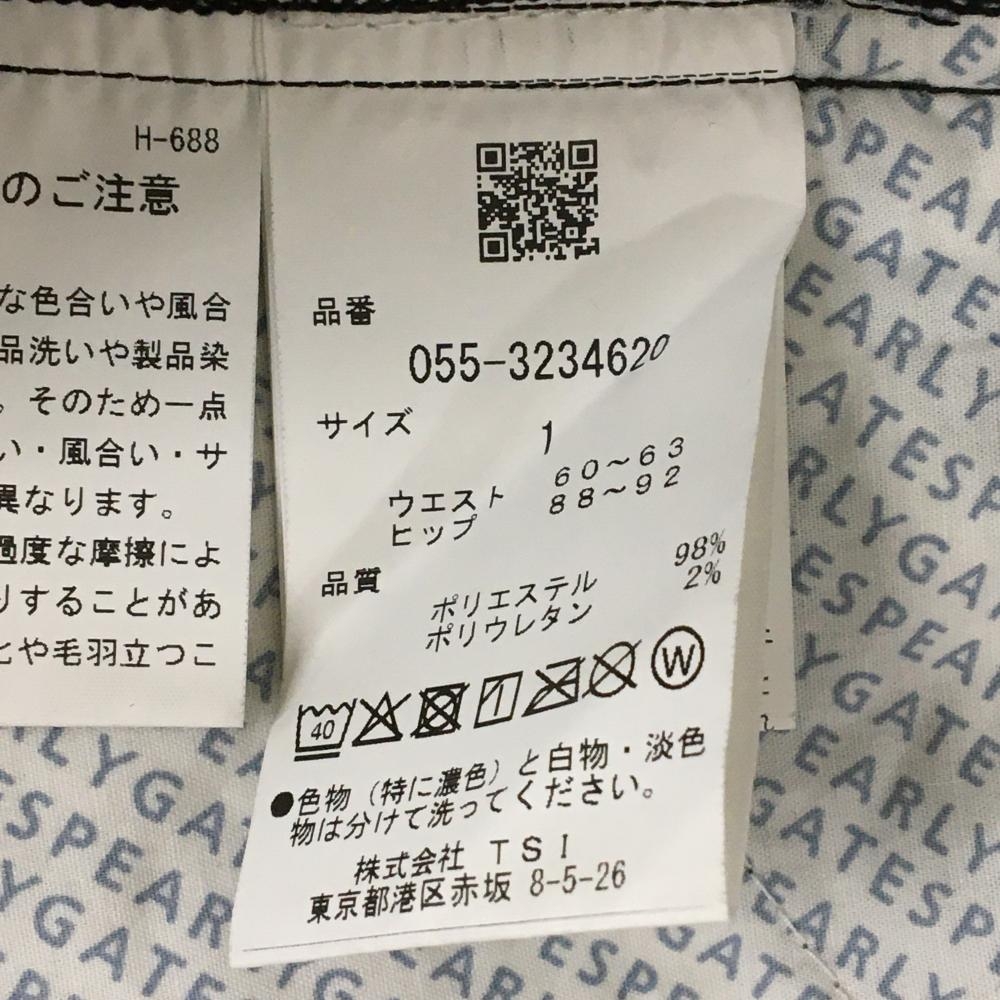 H-688
のご注意
な色合いや風合
品洗いや製品染
。そのため一点
い・風合い・サ
異なります。
過度な摩擦によ
りすることがあ
や毛羽立つこ
品番
055-3234620
サイズ
1
ウエスト 60～63
ヒップ 88～92
品質
ポリエステル 98%
ポリウレタン 2%
40
W
●色物（特に濃色）と白物・淡色
物は分けて洗ってください。
株式会社 TSI
東京都港区赤坂 8-5-26
PEARLYGATES